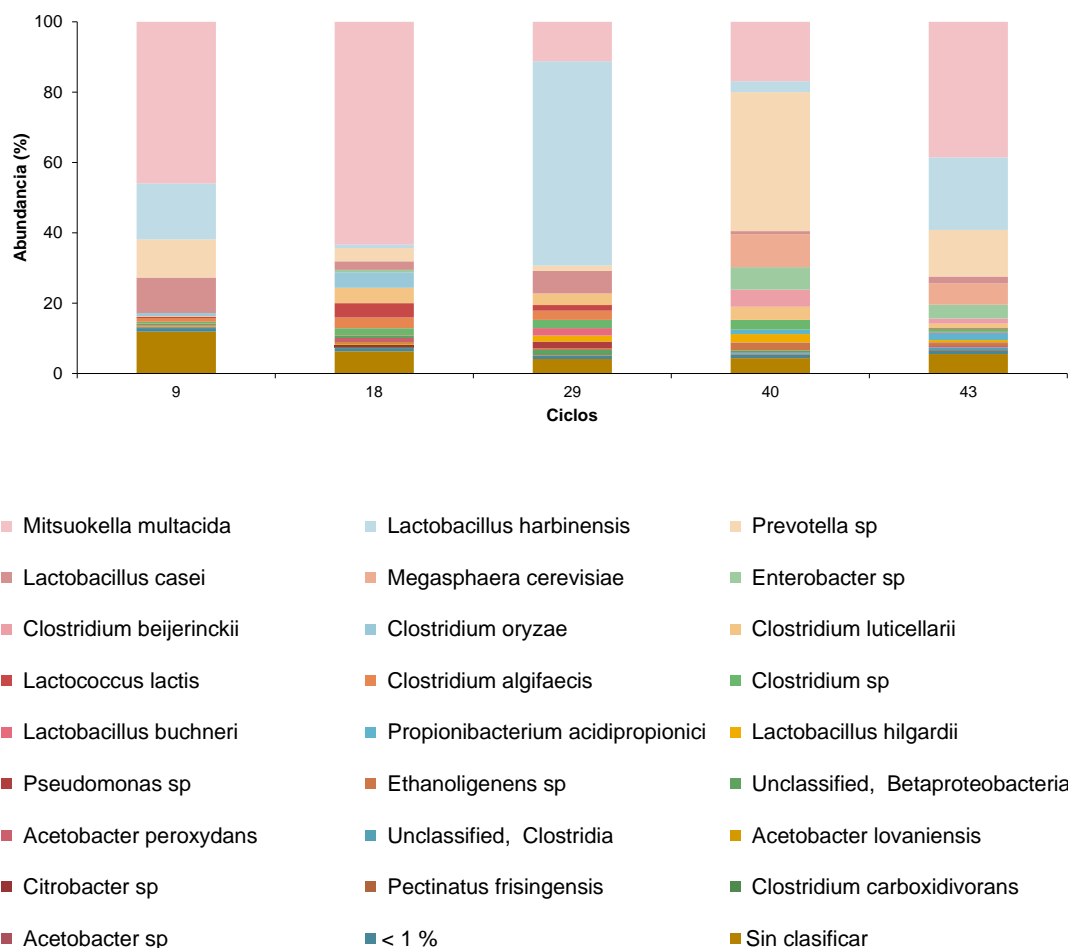 100
80
60
40
20
0
Abundancia (%)
9 18 29 40 43
Ciclos
Mitsuokella multacida Lactobacillus harbinensis Prevotella sp
Lactobacillus casei Megasphaera cerevisiae Enterobacter sp
Clostridium beijerinckii Clostridium oryzae Clostridium luticellarii
Lactococcus lactis Clostridium algifaecis Clostridium sp
Lactobacillus buchneri Propionibacterium acidipropionici Lactobacillus hilgardii
Pseudomonas sp Ethanoligenens sp Unclassified, Betaproteobacteria
Acetobacter peroxydans Unclassified, Clostridia Acetobacter lovaniensis
Citrobacter sp Pectinatus frisingensis Clostridium carboxidivorans
Acetobacter sp < 1 % Sin clasificar